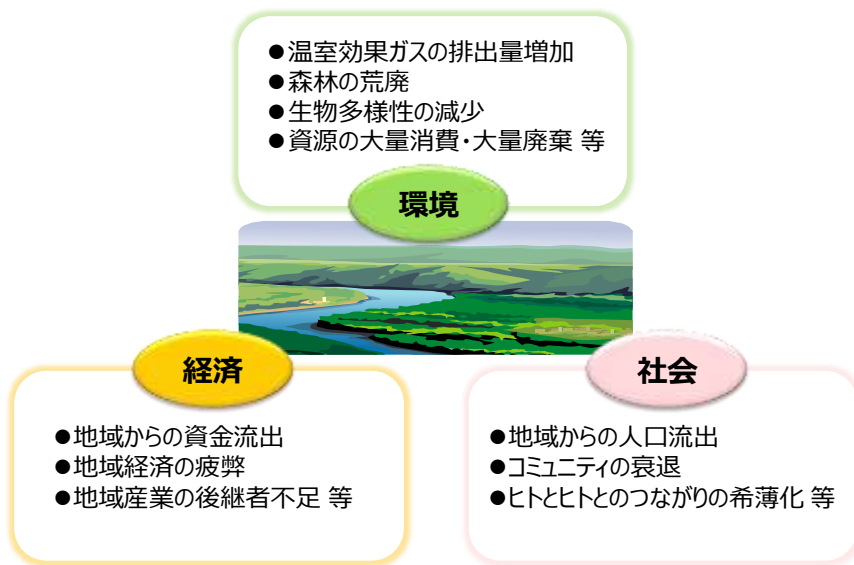 ●温室効果ガスの排出量増加
●森林の荒廃
●生物多様性の減少
●資源の大量消費・大量廃棄 等
環境
経済
●地域からの資金流出
●地域経済の疲弊
●地域産業の後継者不足 等
社会
●地域からの人口流出
●コミュニティの衰退
●ヒトとヒトとのつながりの希薄化 等